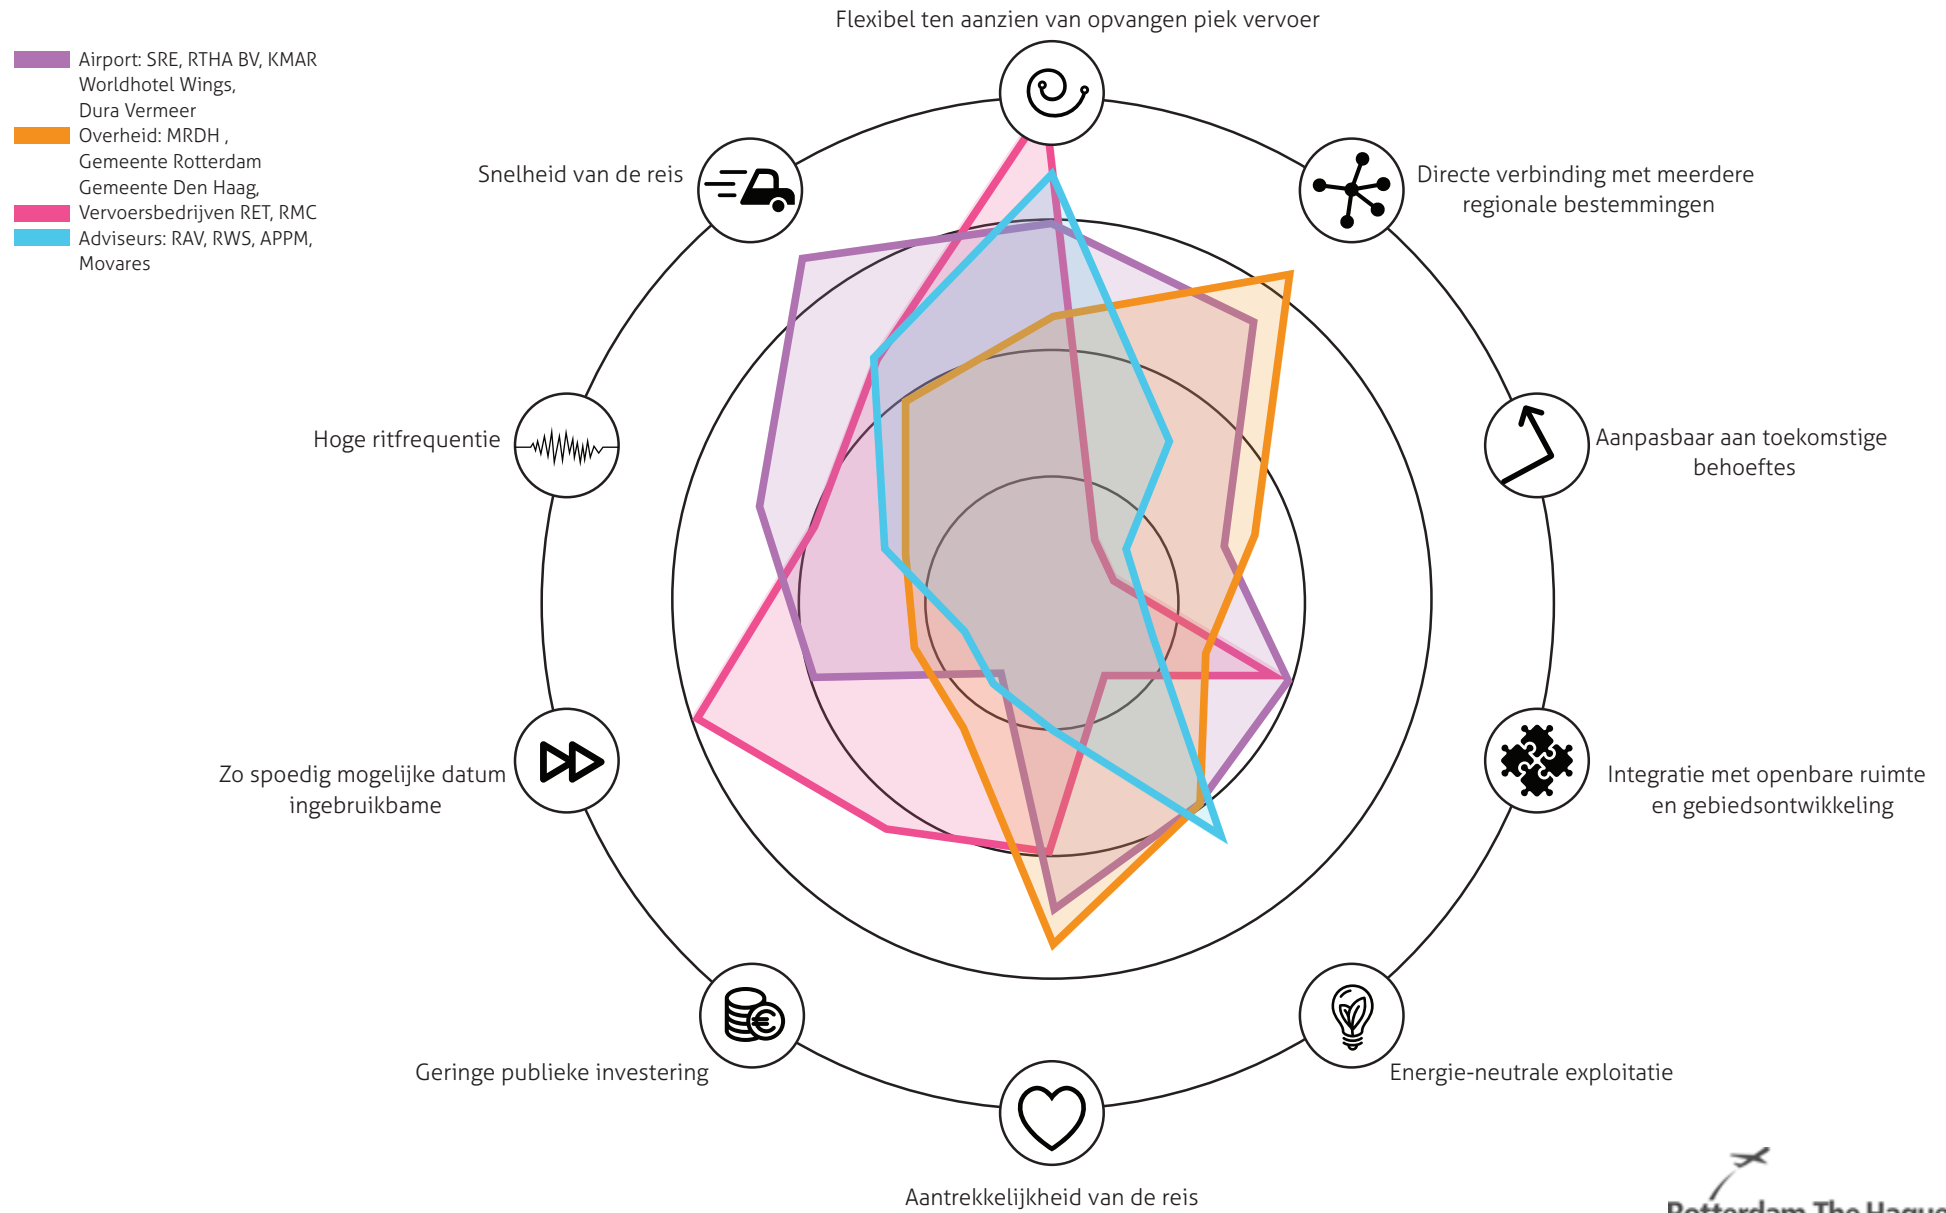 Flexibel ten aanzien van opvangen piek vervoer
Airport: SRE, RTHA BV, KMAR
Worldhotel Wings,
Dura Vermeer
Overheid: MRDH ,
Gemeente Rotterdam
Gemeente Den Haag,
Vervoersbedrijven RET, RMC
Adviseurs: RAV, RWS, APPM,
Movares
Snelheid van de reis
Directe verbinding met meerdere
regionale bestemmingen
Hoge ritfrequentie
Aanpasbaar aan toekomstige
behoeftes
Zo spoedig mogelijke datum
ingebruikbame
Integratie met openbare ruimte
en gebiedsontwikkeling
Geringe publieke investering
Energie-neutrale exploitatie
Aantrekkelijkheid van de reis
Rotterdam The Hague